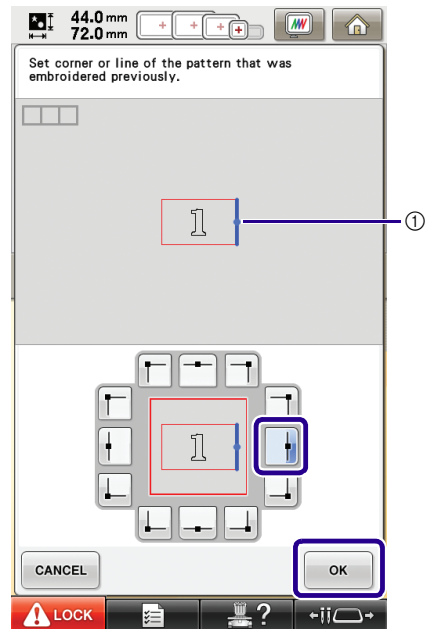 44.0 mm
72.0 mm
Set corner or line of the pattern that was
embroidered previously.
1
①
1
CANCEL
OK
LOCK
?